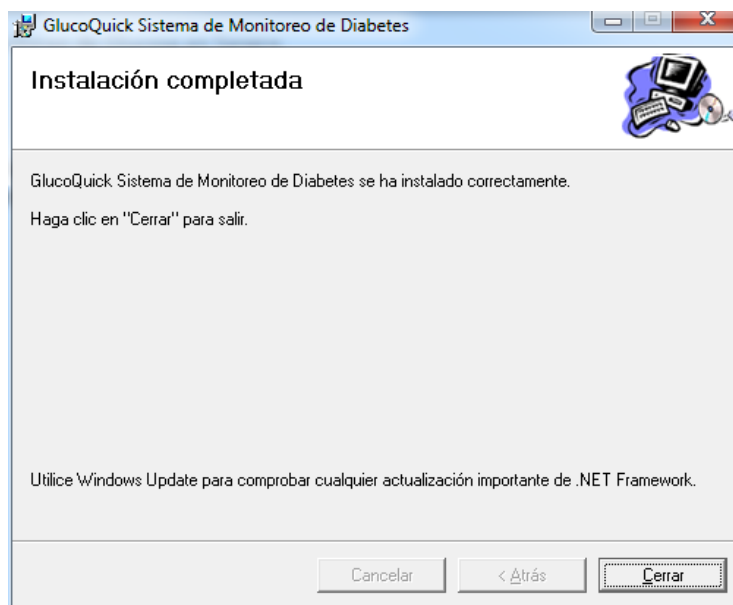 GlucoQuick Sistema de Monitoreo de Diabetes
Instalación completada
GlucoQuick Sistema de Monitoreo de Diabetes se ha instalado correctamente.
Haga clic en "Cerrar" para salir.
Utilice Windows Update para comprobar cualquier actualización importante de .NET Framework.
Cancelar
< Atrás
Cerrar